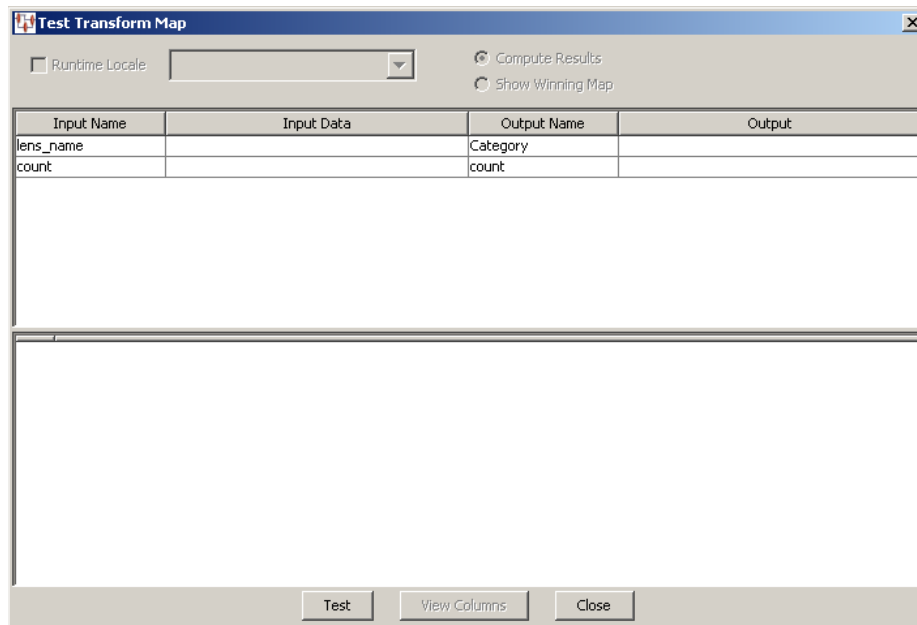 Test Transform Map
Runtime Locale
Compute Results
Show Winning Map
Input Name Input Data Output Name Output
lens_name Category
count count
Test View Columns Close